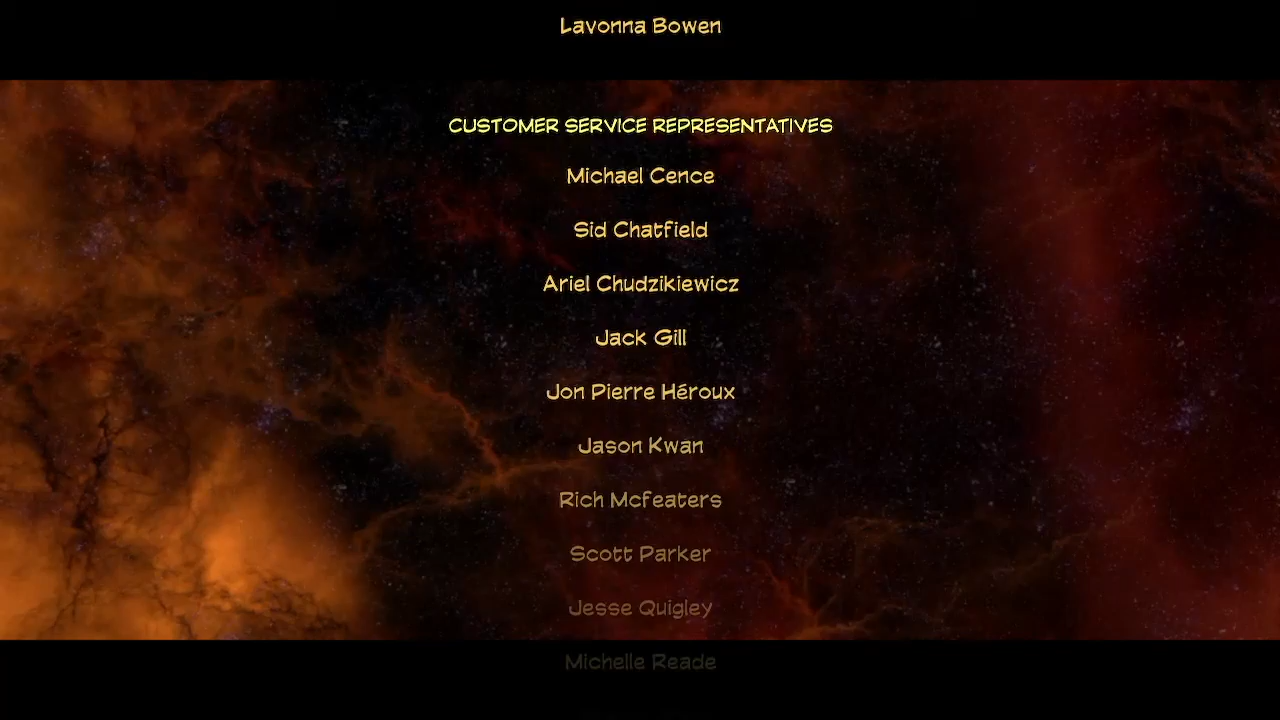 Lavonna Bowen
CUSTOMER SERVICE REPRESENTATIVES
Michael Cence
Sid Chatfield
Ariel Chudzikiewicz
Jack Gill
Jon Pierre Héroux
Jason Kwan
Rich McFeaters
Scott Parker
Jesse Quigley
Michelle Reade